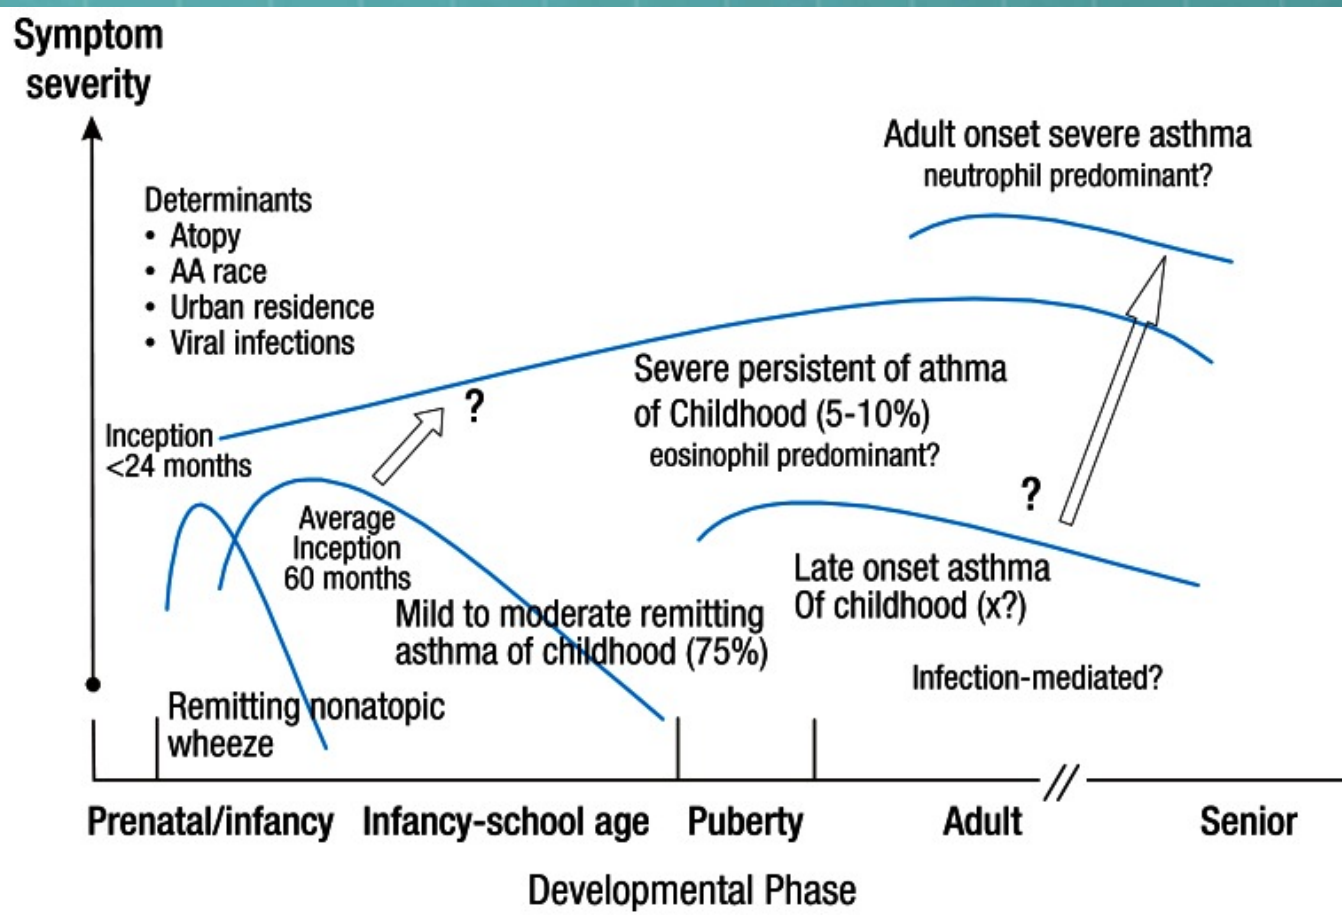 Symptom
severity
Adult onset severe asthma
neutrophil predominant?
Determinants
• Atopy
• AA race
• Urban residence
• Viral infections
Severe persistent of athma
of Childhood (5-10%)
eosinophil predominant?
?
Inception
<24 months
?
Average
Inception
60 months
Late onset asthma
Of childhood (x?)
Mild to moderate remitting
asthma of childhood (75%)
Infection-mediated?
Remitting nonatopic
wheeze
Prenatal/infancy Infancy-school age Puberty Adult Senior
Developmental Phase